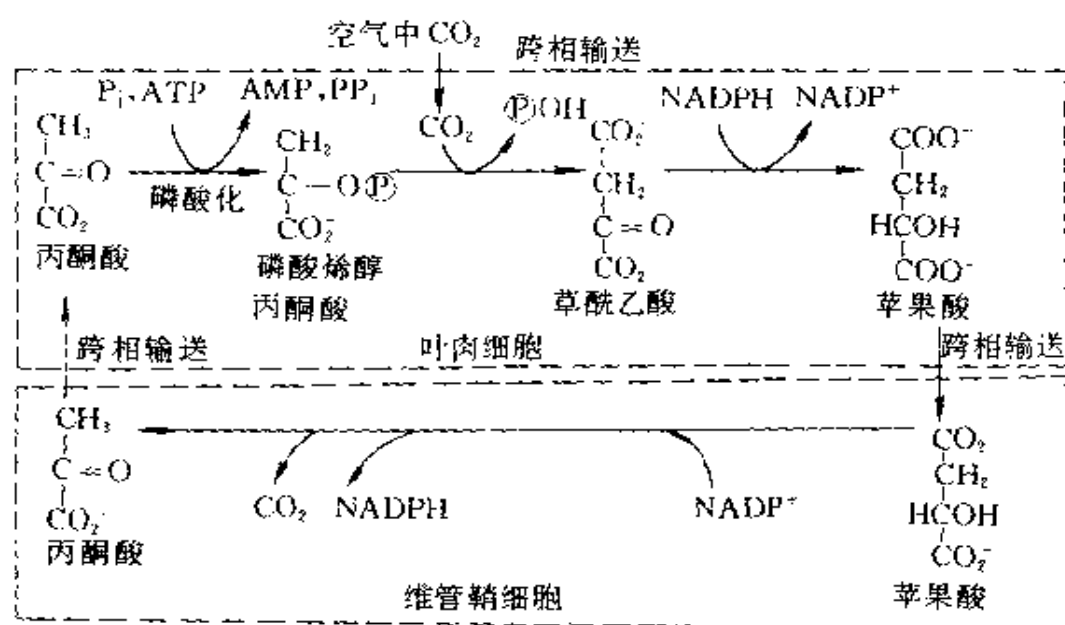 空气中 CO₂
跨相输送
Pᵢ,ATP
AMP,PPᵢ
CO₂
ⓅOH
NADPH
NADP⁺
CH₃
C=O
CO₂
丙酮酸
磷酸化
CH₂
C－OⓅ
CO₂⁻
磷酸烯醇
丙酮酸
CO₂⁻
CH₂
C=O
CO₂
草酰乙酸
COO⁻
CH₂
HCOH
COO⁻
苹果酸
跨相输送
叶肉细胞
跨相输送
CH₃
C=O
CO₂⁻
丙酮酸
CO₂
NADPH
NADP⁺
CO₂
CH₂
HCOH
CO₂⁻
苹果酸
维管鞘细胞